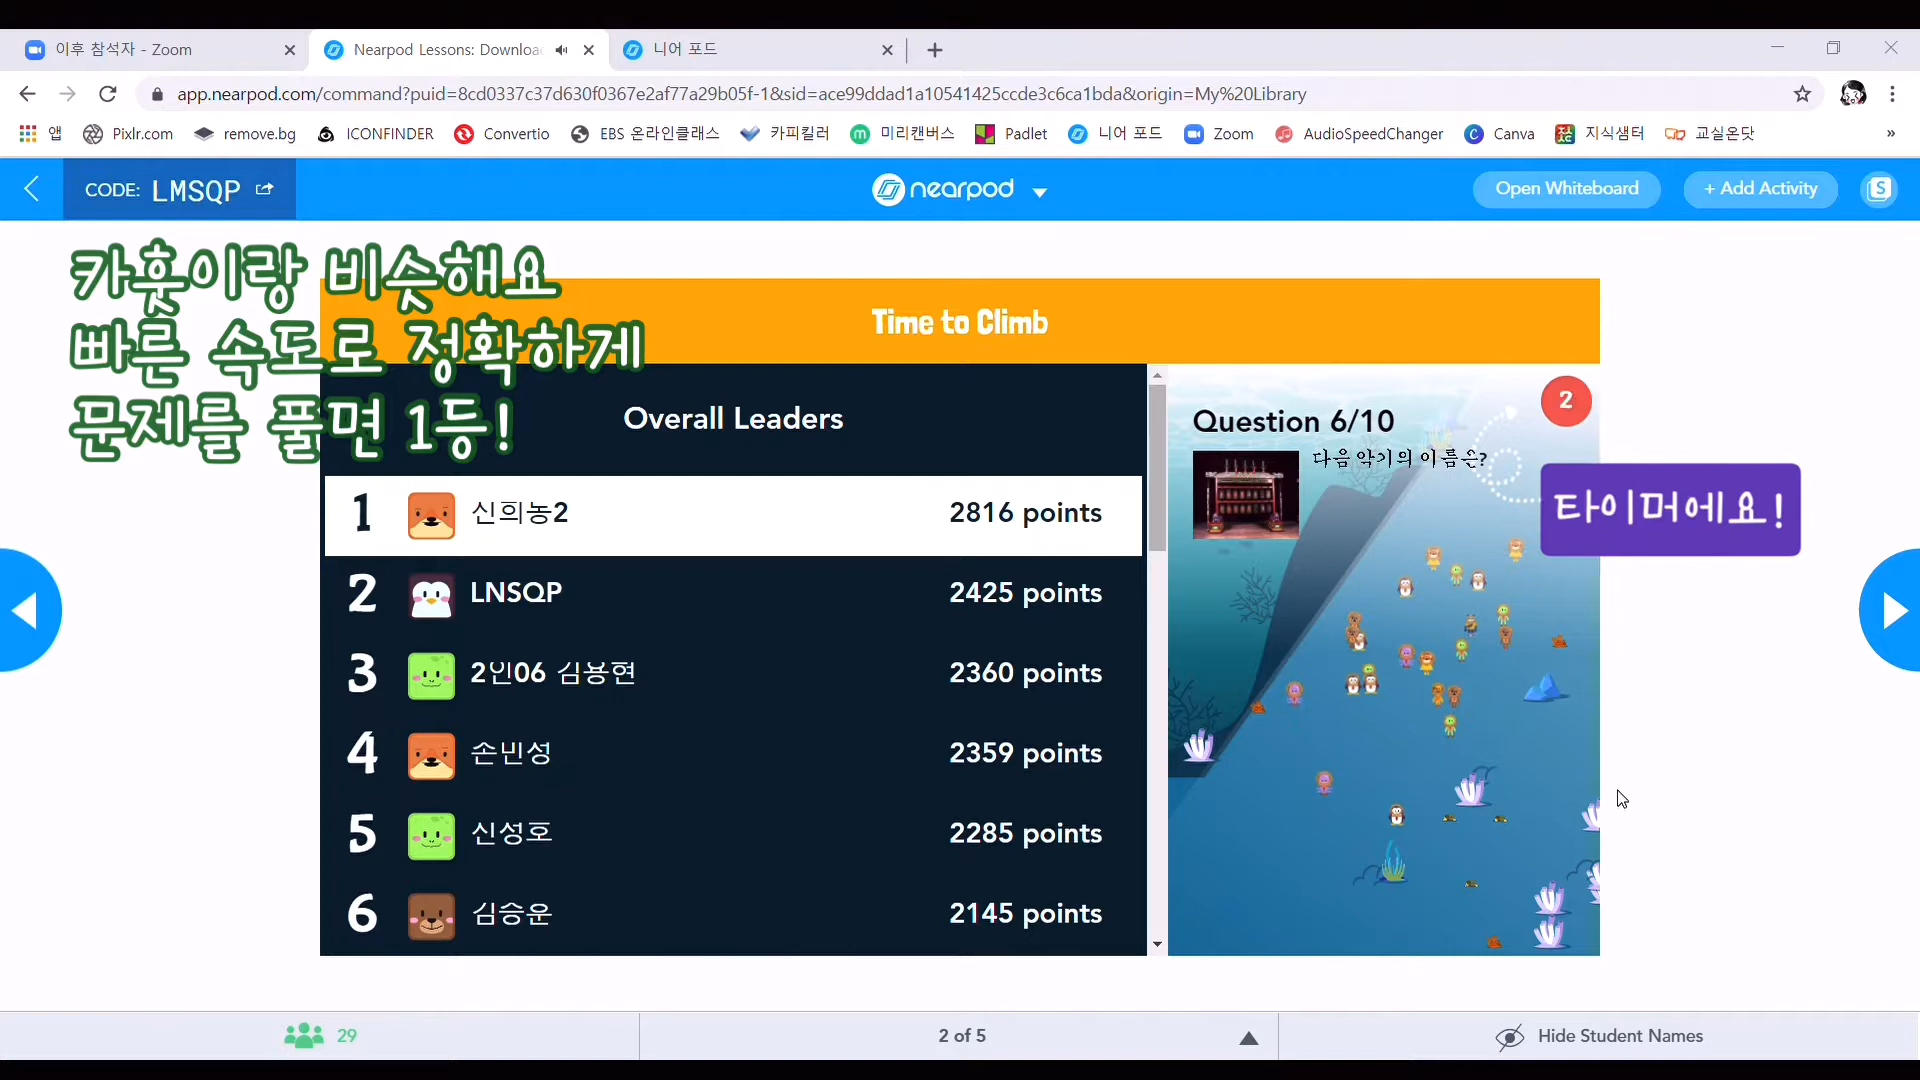 이후 참석자 - Zoom
Nearpod Lessons: Downloa
니어 포드
app.nearpod.com/command?puid=8cd0337c37d630f0367e2af77a29b05f-1&sid=ace99ddad1a10541425ccde3c6ca1bda&origin=My%20Library
앱 Pixlr.com remove.bg ICONFINDER Convertio EBS 온라인클래스 카피킬러 미리캔버스 Padlet 니어 포드 Zoom AudioSpeedChanger Canva 지식샘터 교실온닷 »
CODE: LMSQP
nearpod
Open Whiteboard
+ Add Activity
S
카훗이랑 비슷해요
빠른 속도로 정확하게
문제를 풀면 1등!
Time to Climb
Overall Leaders
1 신희농2 2816 points
2 LNSQP 2425 points
3 2인06 김용현 2360 points
4 손빈성 2359 points
5 신성호 2285 points
6 김승운 2145 points
Question 6/10
2
다음 악기의 이름은?
타이머에요!
29
2 of 5
Hide Student Names